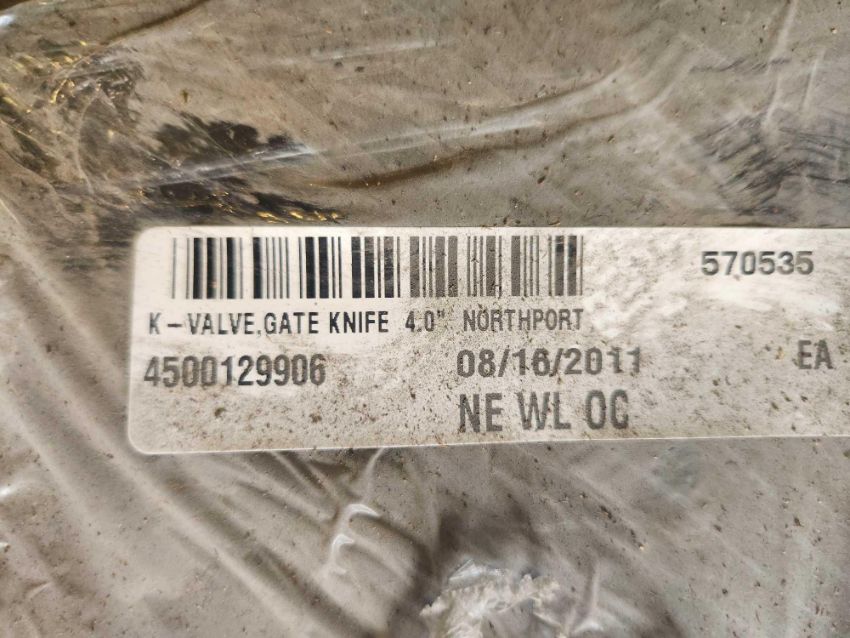 570535
K-VALVE,GATE KNIFE 4.0" NORTHPORT
4500129906 08/16/2011 EA
NE WL OC